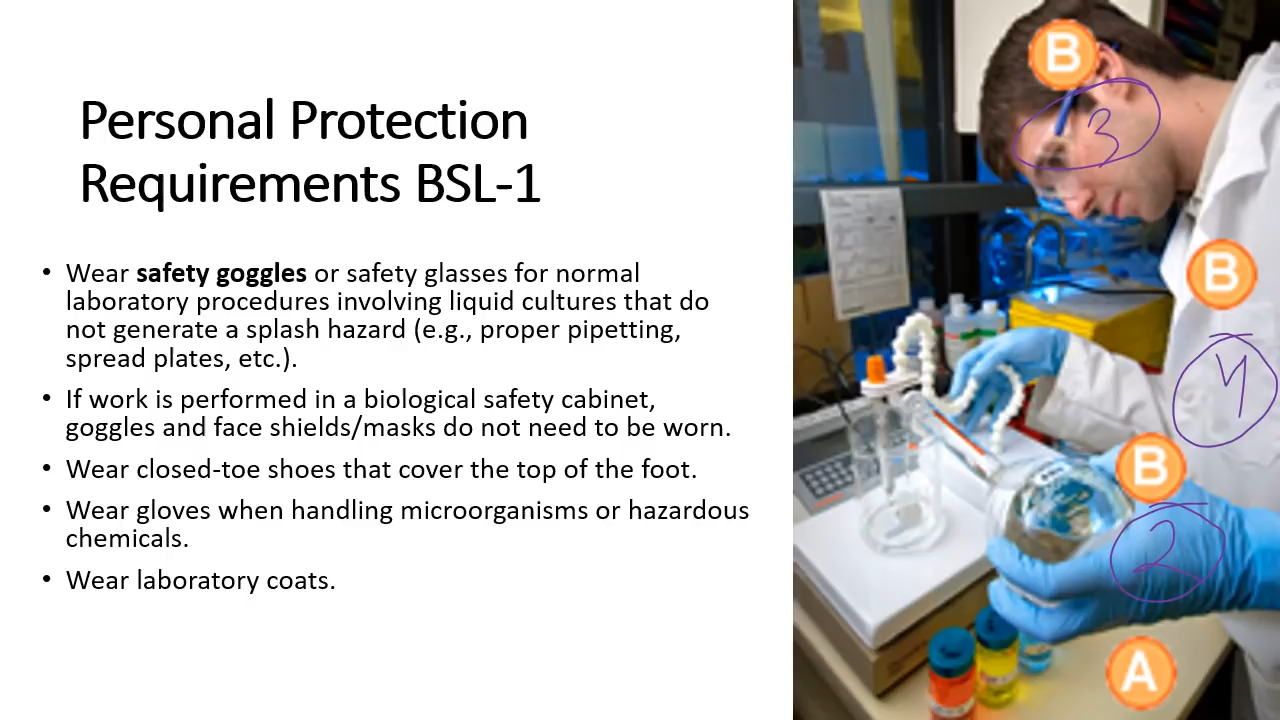 Personal Protection
Requirements BSL-1
• Wear safety goggles or safety glasses for normal
laboratory procedures involving liquid cultures that do
not generate a splash hazard (e.g., proper pipetting,
spread plates, etc.).
• If work is performed in a biological safety cabinet,
goggles and face shields/masks do not need to be worn.
• Wear closed-toe shoes that cover the top of the foot.
• Wear gloves when handling microorganisms or hazardous
chemicals.
• Wear laboratory coats.
B
3
B
B
2
A